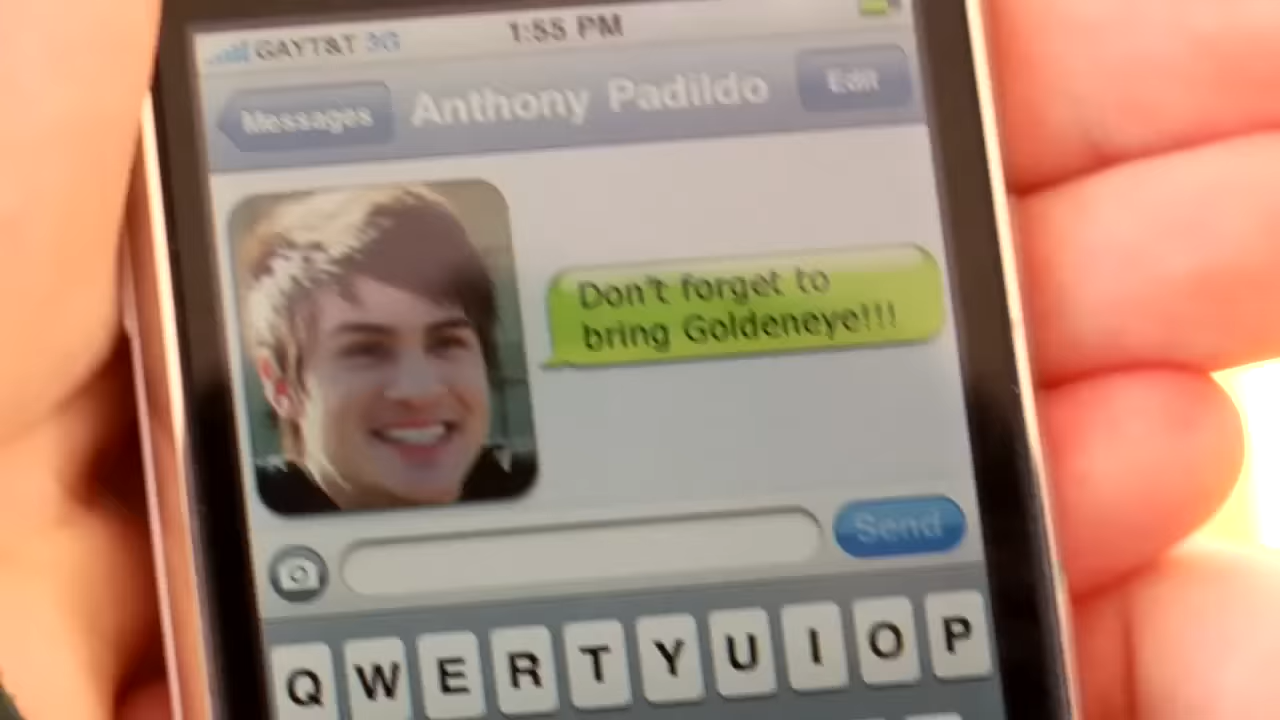 GAYT&T 3G
1:55 PM
Messages
Anthony Padildo
Edit
Don't forget to
bring Goldeneye!!!
Send
Q W E R T Y U I O P